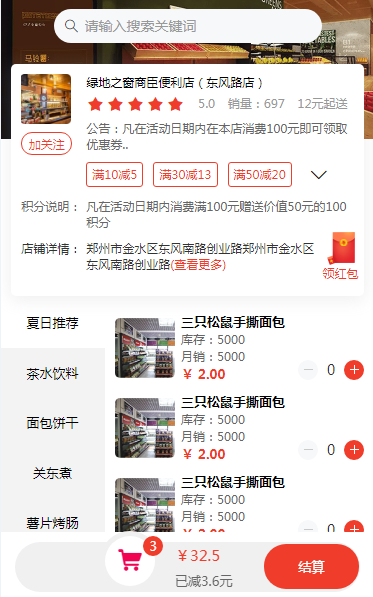 请输入搜索关键词
绿地之窗商臣便利店（东风路店）
5.0 销量：697 12元起送
加关注
公告：凡在活动日期内在本店消费100元即可领取
优惠券..
满10减5 满30减13 满50减20
积分说明： 凡在活动日期内消费满100元赠送价值50元的100
积分
店铺详情： 郑州市金水区东风南路创业路郑州市金水区
东风南路创业路(查看更多)
领红包
夏日推荐
茶水饮料
面包饼干
关东煮
薯片烤肠
三只松鼠手撕面包
库存：5000
月销：5000
￥ 2.00 0
三只松鼠手撕面包
库存：5000
月销：5000
￥ 2.00 0
三只松鼠手撕面包
库存：5000
月销：5000
3
￥32.5
已减3.6元
结算